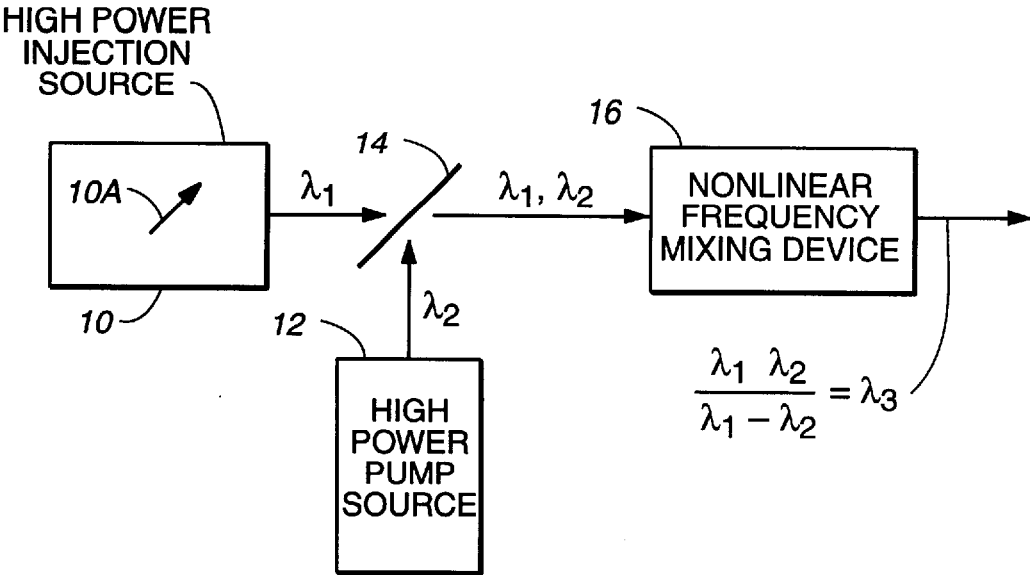 HIGH POWER
INJECTION
SOURCE
10A
10
λ1
14
λ1, λ2
16
NONLINEAR
FREQUENCY
MIXING DEVICE
12
λ2
HIGH
POWER
PUMP
SOURCE
λ1 λ2
λ1 – λ2
= λ3